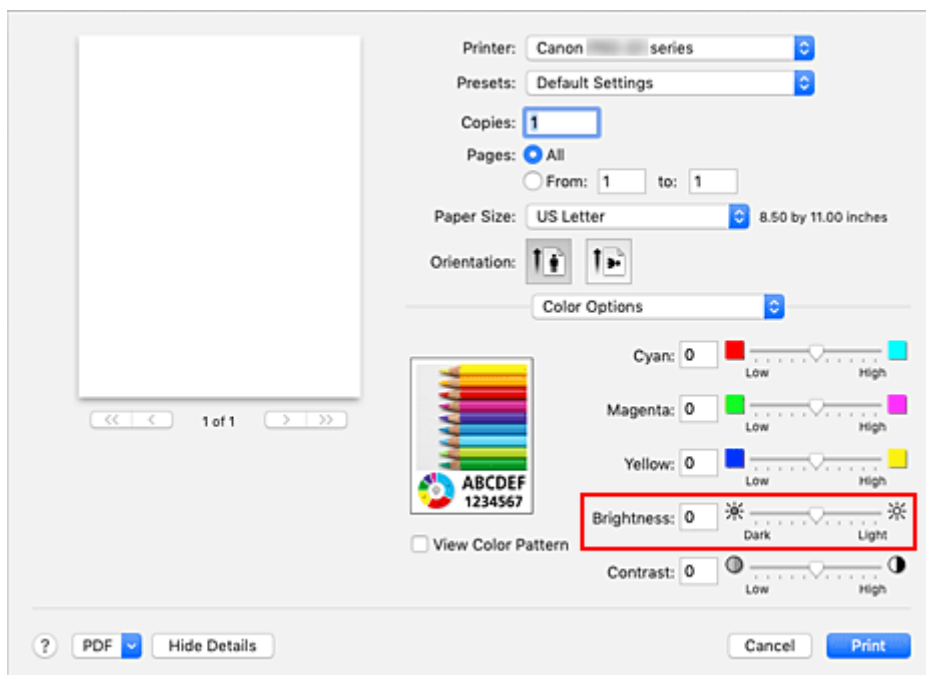 Printer: Canon series
Presets: Default Settings
Copies: 1
Pages: All
From: 1 to: 1
Paper Size: US Letter 8.50 by 11.00 inches
Orientation:
Color Options
Cyan: 0
Low High
Magenta: 0
Low High
Yellow: 0
Low High
Brightness: 0
Dark Light
Contrast: 0
Low High
<< < 1 of 1 > >>
ABCDEF
1234567
View Color Pattern
? PDF Hide Details Cancel Print